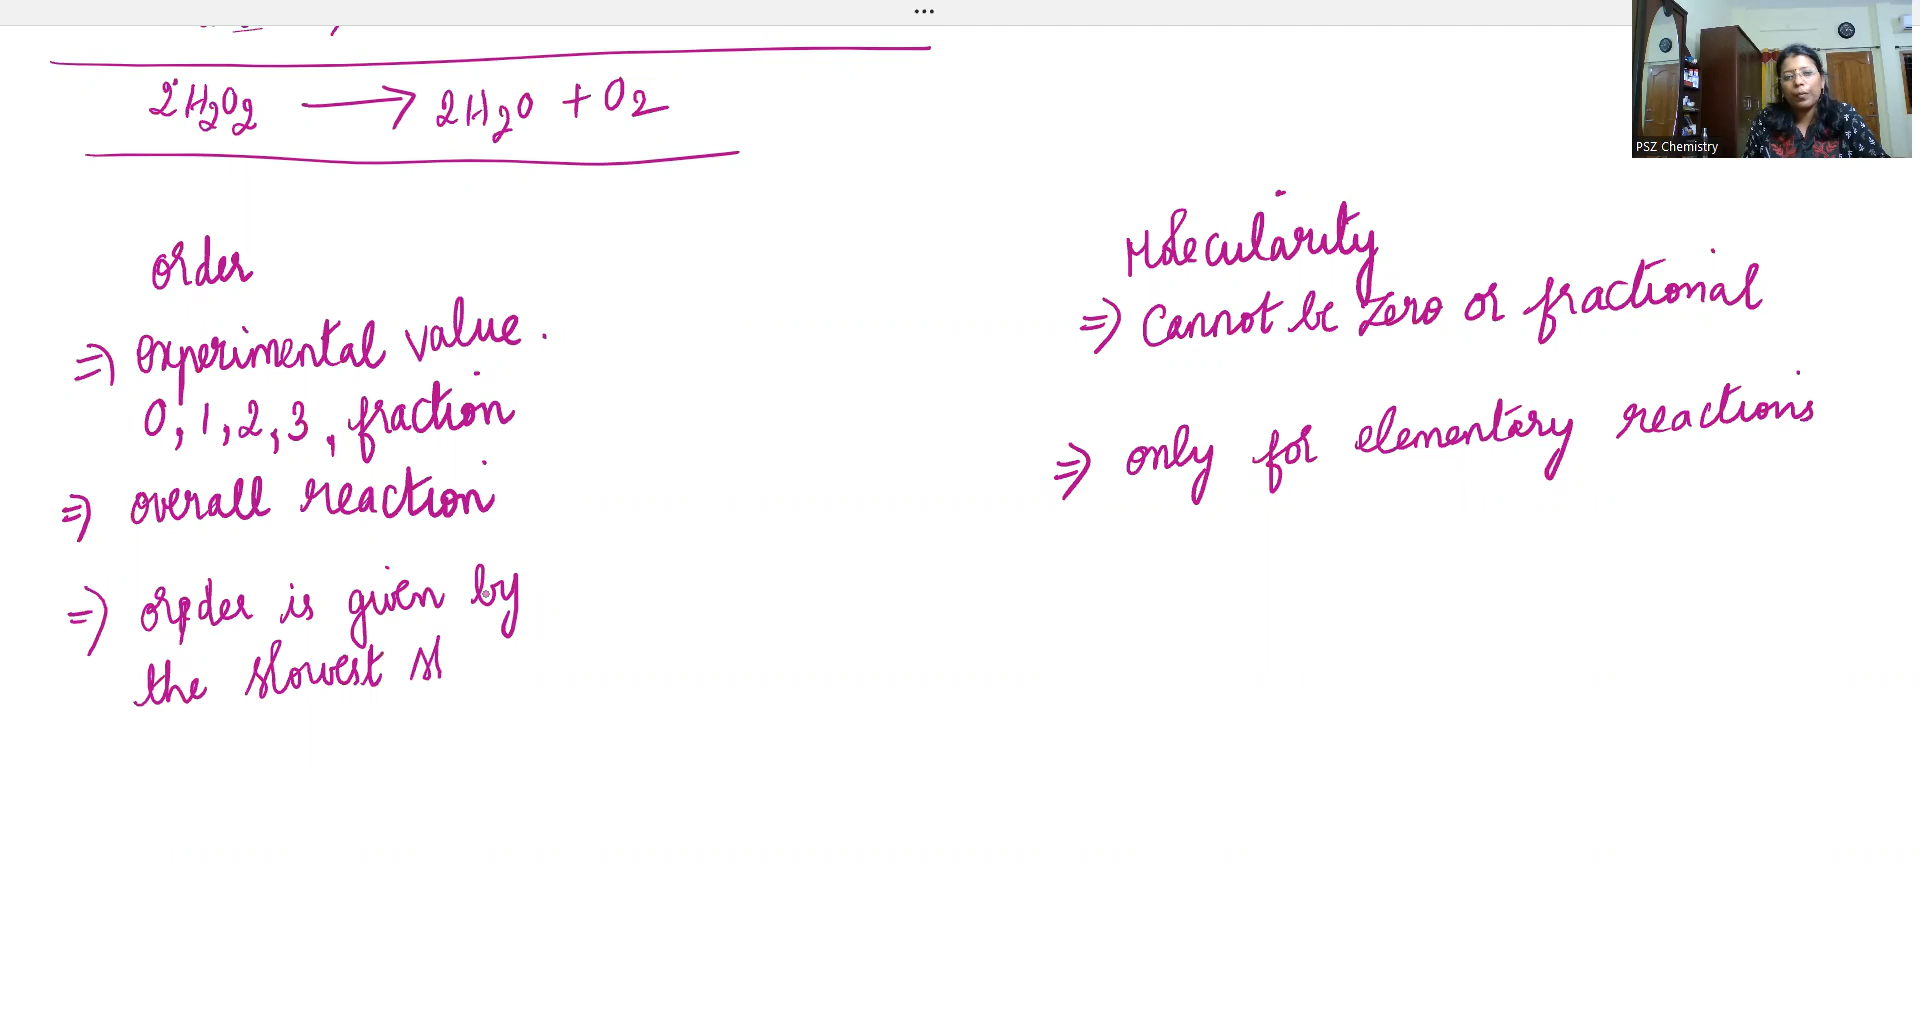 2H₂O₂ ⟶ 2H₂O + O₂
PSZ Chemistry
order
⇒ experimental value.
0, 1, 2, 3, fraction
⇒ overall reaction
⇒ order is given by
the slowest st
Molecularity
⇒ Cannot be zero or fractional
⇒ only for elementary reactions